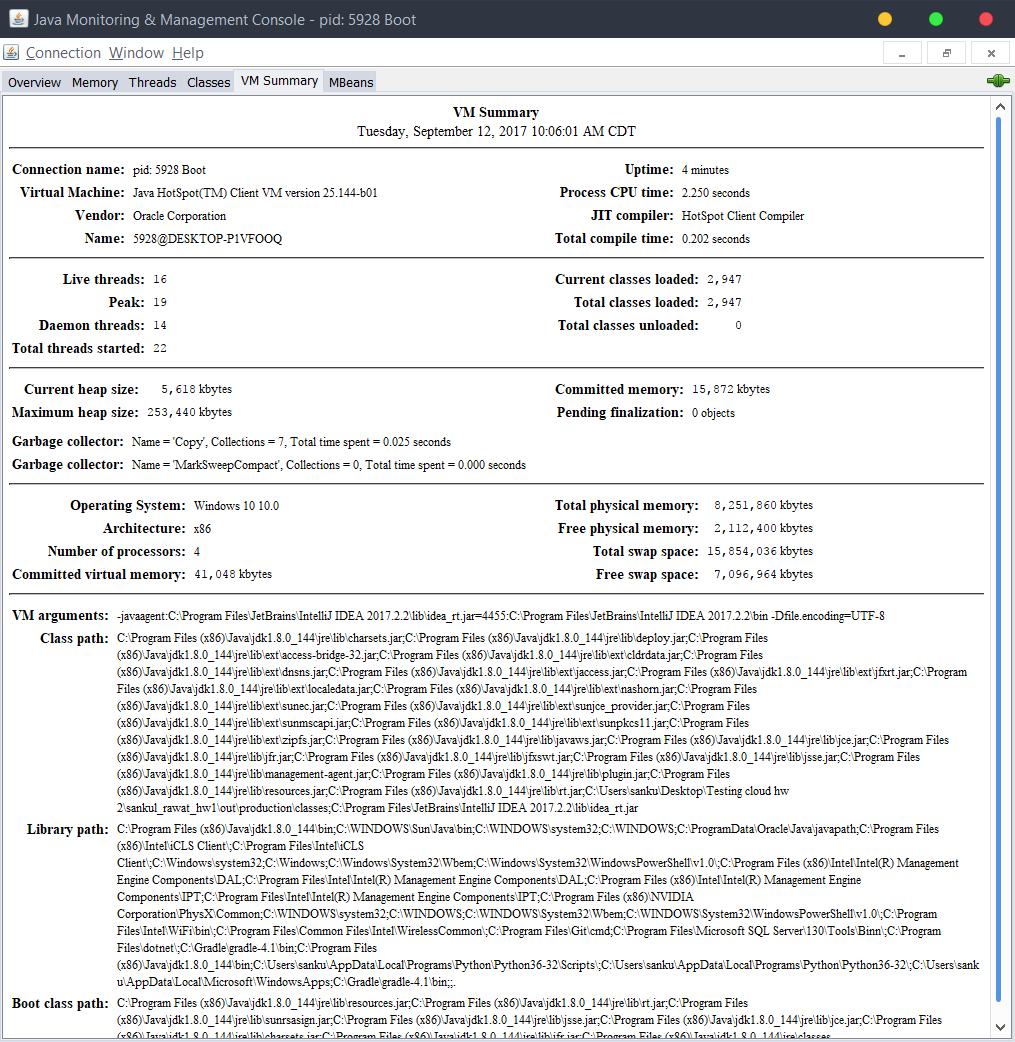 Java Monitoring & Management Console - pid: 5928 Boot
Connection Window Help
Overview Memory Threads Classes VM Summary MBeans
VM Summary
Tuesday, September 12, 2017 10:06:01 AM CDT
Connection name: pid: 5928 Boot
Uptime: 4 minutes
Virtual Machine: Java HotSpot(TM) Client VM version 25.144-b01
Process CPU time: 2.250 seconds
Vendor: Oracle Corporation
JIT compiler: HotSpot Client Compiler
Name: 5928@DESKTOP-P1VFOOQ
Total compile time: 0.202 seconds
Live threads: 16
Current classes loaded: 2,947
Peak: 19
Total classes loaded: 2,947
Daemon threads: 14
Total classes unloaded: 0
Total threads started: 22
Current heap size: 5,618 kbytes
Committed memory: 15,872 kbytes
Maximum heap size: 253,440 kbytes
Pending finalization: 0 objects
Garbage collector: Name = 'Copy', Collections = 7, Total time spent = 0.025 seconds
Garbage collector: Name = 'MarkSweepCompact', Collections = 0, Total time spent = 0.000 seconds
Operating System: Windows 10 10.0
Total physical memory: 8,251,860 kbytes
Architecture: x86
Free physical memory: 2,112,400 kbytes
Number of processors: 4
Total swap space: 15,854,036 kbytes
Committed virtual memory: 41,048 kbytes
Free swap space: 7,096,964 kbytes
VM arguments: -javaagent:C:\Program Files\JetBrains\IntelliJ IDEA 2017.2.2\lib\idea_rt.jar=4455:C:\Program Files\JetBrains\IntelliJ IDEA 2017.2.2\bin -Dfile.encoding=UTF-8
Class path: C:\Program Files (x86)\Java\jdk1.8.0_144\jre\lib\charsets.jar;C:\Program Files (x86)\Java\jdk1.8.0_144\jre\lib\deploy.jar;C:\Program Files
(x86)\Java\jdk1.8.0_144\jre\lib\ext\access-bridge-32.jar;C:\Program Files (x86)\Java\jdk1.8.0_144\jre\lib\ext\cldrdata.jar;C:\Program Files
(x86)\Java\jdk1.8.0_144\jre\lib\ext\dnsns.jar;C:\Program Files (x86)\Java\jdk1.8.0_144\jre\lib\ext\jaccess.jar;C:\Program Files (x86)\Java\jdk1.8.0_144\jre\lib\ext\jfxrt.jar;C:\Program
Files (x86)\Java\jdk1.8.0_144\jre\lib\ext\localedata.jar;C:\Program Files (x86)\Java\jdk1.8.0_144\jre\lib\ext\nashorn.jar;C:\Program Files
(x86)\Java\jdk1.8.0_144\jre\lib\ext\sunec.jar;C:\Program Files (x86)\Java\jdk1.8.0_144\jre\lib\ext\sunjce_provider.jar;C:\Program Files
(x86)\Java\jdk1.8.0_144\jre\lib\ext\sunmscapi.jar;C:\Program Files (x86)\Java\jdk1.8.0_144\jre\lib\ext\sunpkcs11.jar;C:\Program Files
(x86)\Java\jdk1.8.0_144\jre\lib\ext\zipfs.jar;C:\Program Files (x86)\Java\jdk1.8.0_144\jre\lib\javaws.jar;C:\Program Files (x86)\Java\jdk1.8.0_144\jre\lib\jce.jar;C:\Program Files
(x86)\Java\jdk1.8.0_144\jre\lib\jfr.jar;C:\Program Files (x86)\Java\jdk1.8.0_144\jre\lib\jfxswt.jar;C:\Program Files (x86)\Java\jdk1.8.0_144\jre\lib\jsse.jar;C:\Program Files
(x86)\Java\jdk1.8.0_144\jre\lib\management-agent.jar;C:\Program Files (x86)\Java\jdk1.8.0_144\jre\lib\plugin.jar;C:\Program Files
(x86)\Java\jdk1.8.0_144\jre\lib\resources.jar;C:\Program Files (x86)\Java\jdk1.8.0_144\jre\lib\rt.jar;C:\Users\sanku\Desktop\Testing cloud hw
2\sankul_rawat_hw1\out\production\classes;C:\Program Files\JetBrains\IntelliJ IDEA 2017.2.2\lib\idea_rt.jar
Library path: C:\Program Files (x86)\Java\jdk1.8.0_144\bin;C:\WINDOWS\Sun\Java\bin;C:\WINDOWS\system32;C:\WINDOWS;C:\ProgramData\Oracle\Java\javapath;C:\Program Files
(x86)\Intel\iCLS Client\;C:\Program Files\Intel\iCLS
Client\;C:\Windows\system32;C:\Windows;C:\Windows\System32\Wbem;C:\Windows\System32\WindowsPowerShell\v1.0\;C:\Program Files (x86)\Intel\Intel(R) Management
Engine Components\DAL;C:\Program Files\Intel\Intel(R) Management Engine Components\DAL;C:\Program Files (x86)\Intel\Intel(R) Management Engine
Components\IPT;C:\Program Files\Intel\Intel(R) Management Engine Components\IPT;C:\Program Files (x86)\NVIDIA
Corporation\PhysX\Common;C:\WINDOWS\system32;C:\WINDOWS;C:\WINDOWS\System32\Wbem;C:\WINDOWS\System32\WindowsPowerShell\v1.0\;C:\Program
Files\Intel\WiFi\bin\;C:\Program Files\Common Files\Intel\WirelessCommon\;C:\Program Files\Git\cmd;C:\Program Files\Microsoft SQL Server\130\Tools\Binn\;C:\Program
Files\dotnet\;C:\Gradle\gradle-4.1\bin;C:\Program Files
(x86)\Java\jdk1.8.0_144\bin;C:\Users\sanku\AppData\Local\Programs\Python\Python36-32\Scripts\;C:\Users\sanku\AppData\Local\Programs\Python\Python36-32\;C:\Users\sank
u\AppData\Local\Microsoft\WindowsApps;C:\Gradle\gradle-4.1\bin;;.
Boot class path: C:\Program Files (x86)\Java\jdk1.8.0_144\jre\lib\resources.jar;C:\Program Files (x86)\Java\jdk1.8.0_144\jre\lib\rt.jar;C:\Program Files
(x86)\Java\jdk1.8.0_144\jre\lib\sunrsasign.jar;C:\Program Files (x86)\Java\jdk1.8.0_144\jre\lib\jsse.jar;C:\Program Files (x86)\Java\jdk1.8.0_144\jre\lib\jce.jar;C:\Program Files
(x86)\Java\jdk1.8.0_144\jre\lib\charsets.jar;C:\Program Files (x86)\Java\jdk1.8.0_144\jre\lib\jfr.jar;C:\Program Files (x86)\Java\jdk1.8.0_144\jre\classes